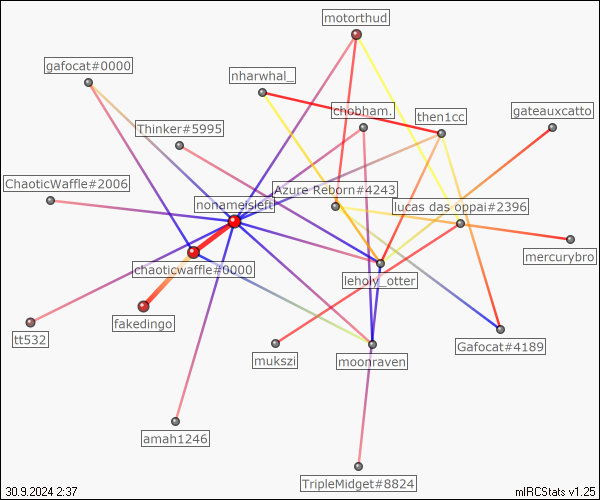 motorthud
gafocat#0000
nharwhal_
chobham.
then1cc
gateauxcatto
Thinker#5995
ChaoticWaffle#2006
Azure Reborn#4243
nohameisleft
lucas das oppai#2396
mercurybro
chaoticwaffle#0000
leholy_otter
fakedingo
tt532
mukszi
moonraven
Gafocat#4189
amah1246
TripleMidget#8824
30.9.2024 2:37
mIRCStats v1.25